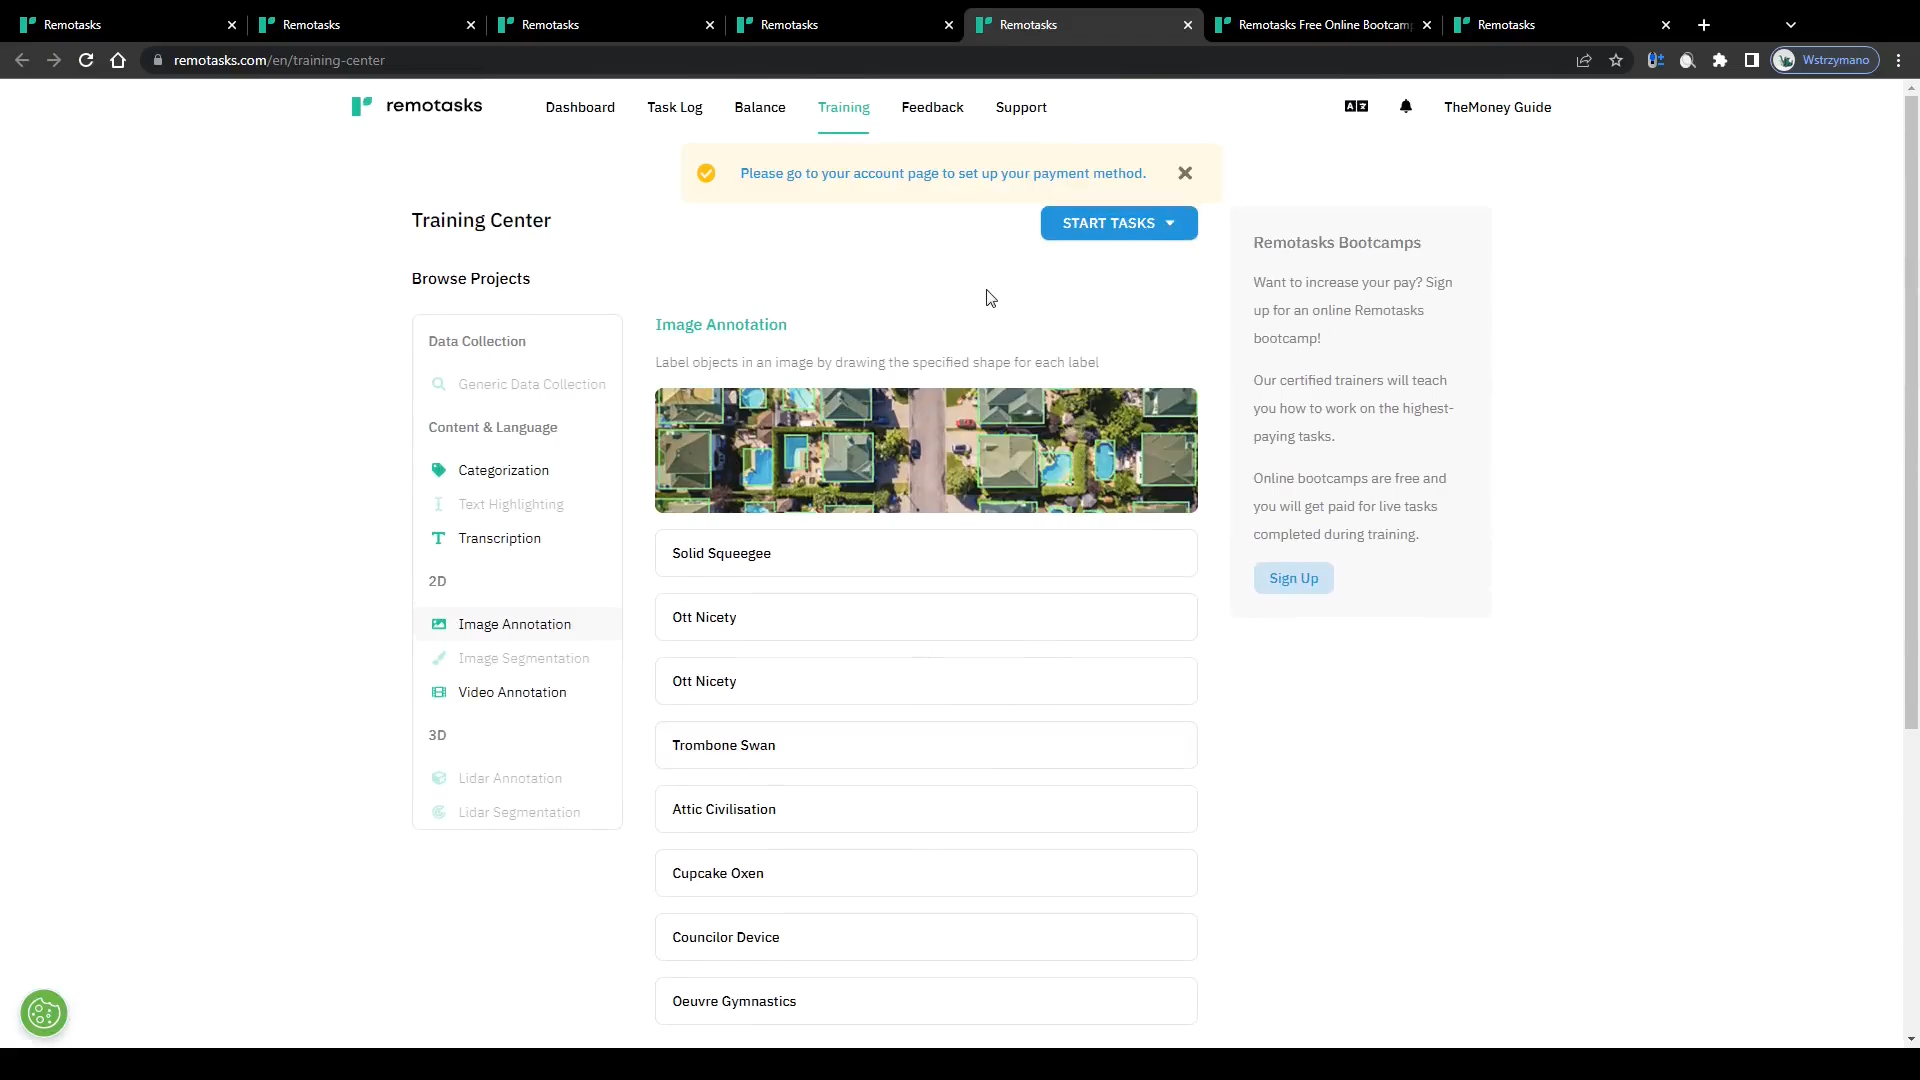 Remotasks
Remotasks
Remotasks
Remotasks
Remotasks
Remotasks Free Online Bootcamp
Remotasks
remotasks.com/en/training-center
Wstrzymano
remotasks
Dashboard
Task Log
Balance
Training
Feedback
Support
TheMoney Guide
Please go to your account page to set up your payment method.
Training Center
START TASKS
Browse Projects
Data Collection
Generic Data Collection
Content & Language
Categorization
Text Highlighting
Transcription
2D
Image Annotation
Image Segmentation
Video Annotation
3D
Lidar Annotation
Lidar Segmentation
Image Annotation
Label objects in an image by drawing the specified shape for each label
Solid Squeegee
Ott Nicety
Ott Nicety
Trombone Swan
Attic Civilisation
Cupcake Oxen
Councilor Device
Oeuvre Gymnastics
Remotasks Bootcamps
Want to increase your pay? Sign
up for an online Remotasks
bootcamp!
Our certified trainers will teach
you how to work on the highest-
paying tasks.
Online bootcamps are free and
you will get paid for live tasks
completed during training.
Sign Up